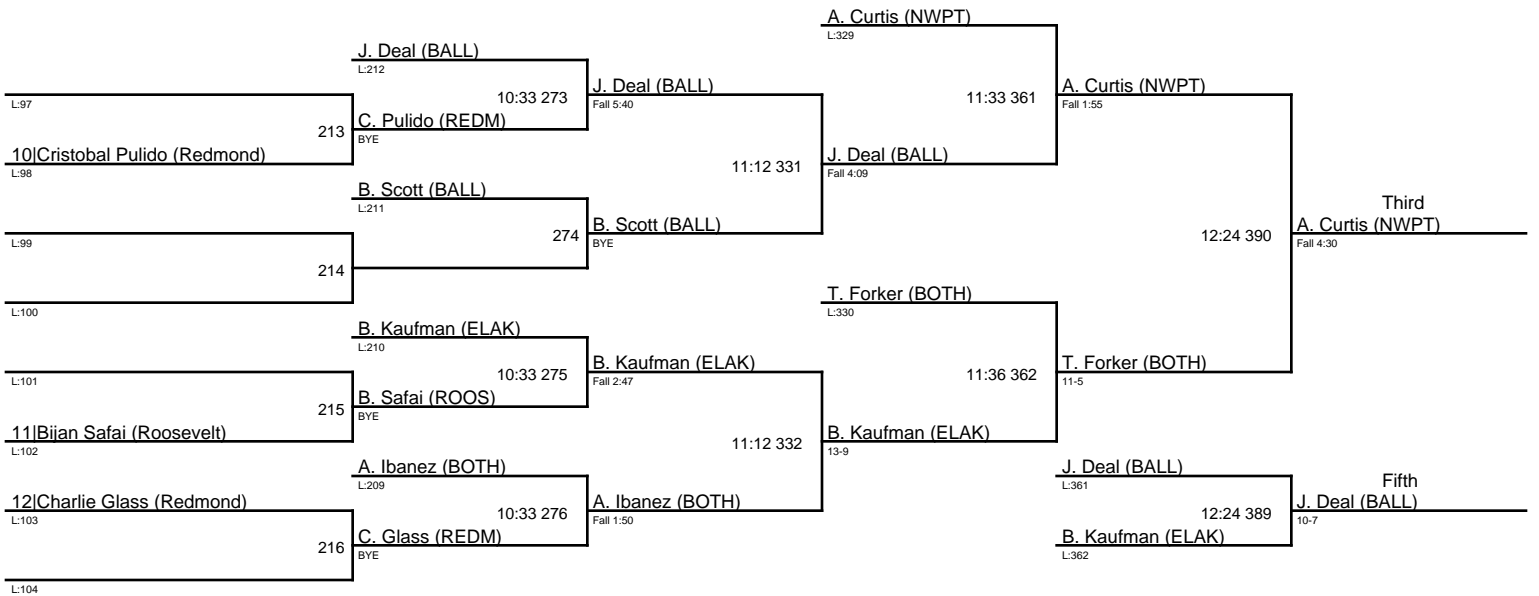 A. Curtis (NWPT)
L:329
J. Deal (BALL)
L:212
L:97
10:33 273
J. Deal (BALL)
Fall 5:40
11:33 361
A. Curtis (NWPT)
Fall 1:55
213
C. Pulido (REDM)
BYE
10|Cristobal Pulido (Redmond)
L:98
11:12 331
J. Deal (BALL)
Fall 4:09
B. Scott (BALL)
L:211
L:99
274
B. Scott (BALL)
BYE
12:24 390
Third
A. Curtis (NWPT)
Fall 4:30
214
L:100
T. Forker (BOTH)
L:330
B. Kaufman (ELAK)
L:210
L:101
10:33 275
B. Kaufman (ELAK)
Fall 2:47
11:36 362
T. Forker (BOTH)
11-5
215
B. Safai (ROOS)
BYE
11|Bijan Safai (Roosevelt)
L:102
11:12 332
B. Kaufman (ELAK)
13-9
A. Ibanez (BOTH)
L:209
J. Deal (BALL)
L:361
12|Charlie Glass (Redmond)
L:103
10:33 276
A. Ibanez (BOTH)
Fall 1:50
12:24 389
Fifth
J. Deal (BALL)
10-7
216
C. Glass (REDM)
BYE
B. Kaufman (ELAK)
L:362
L:104